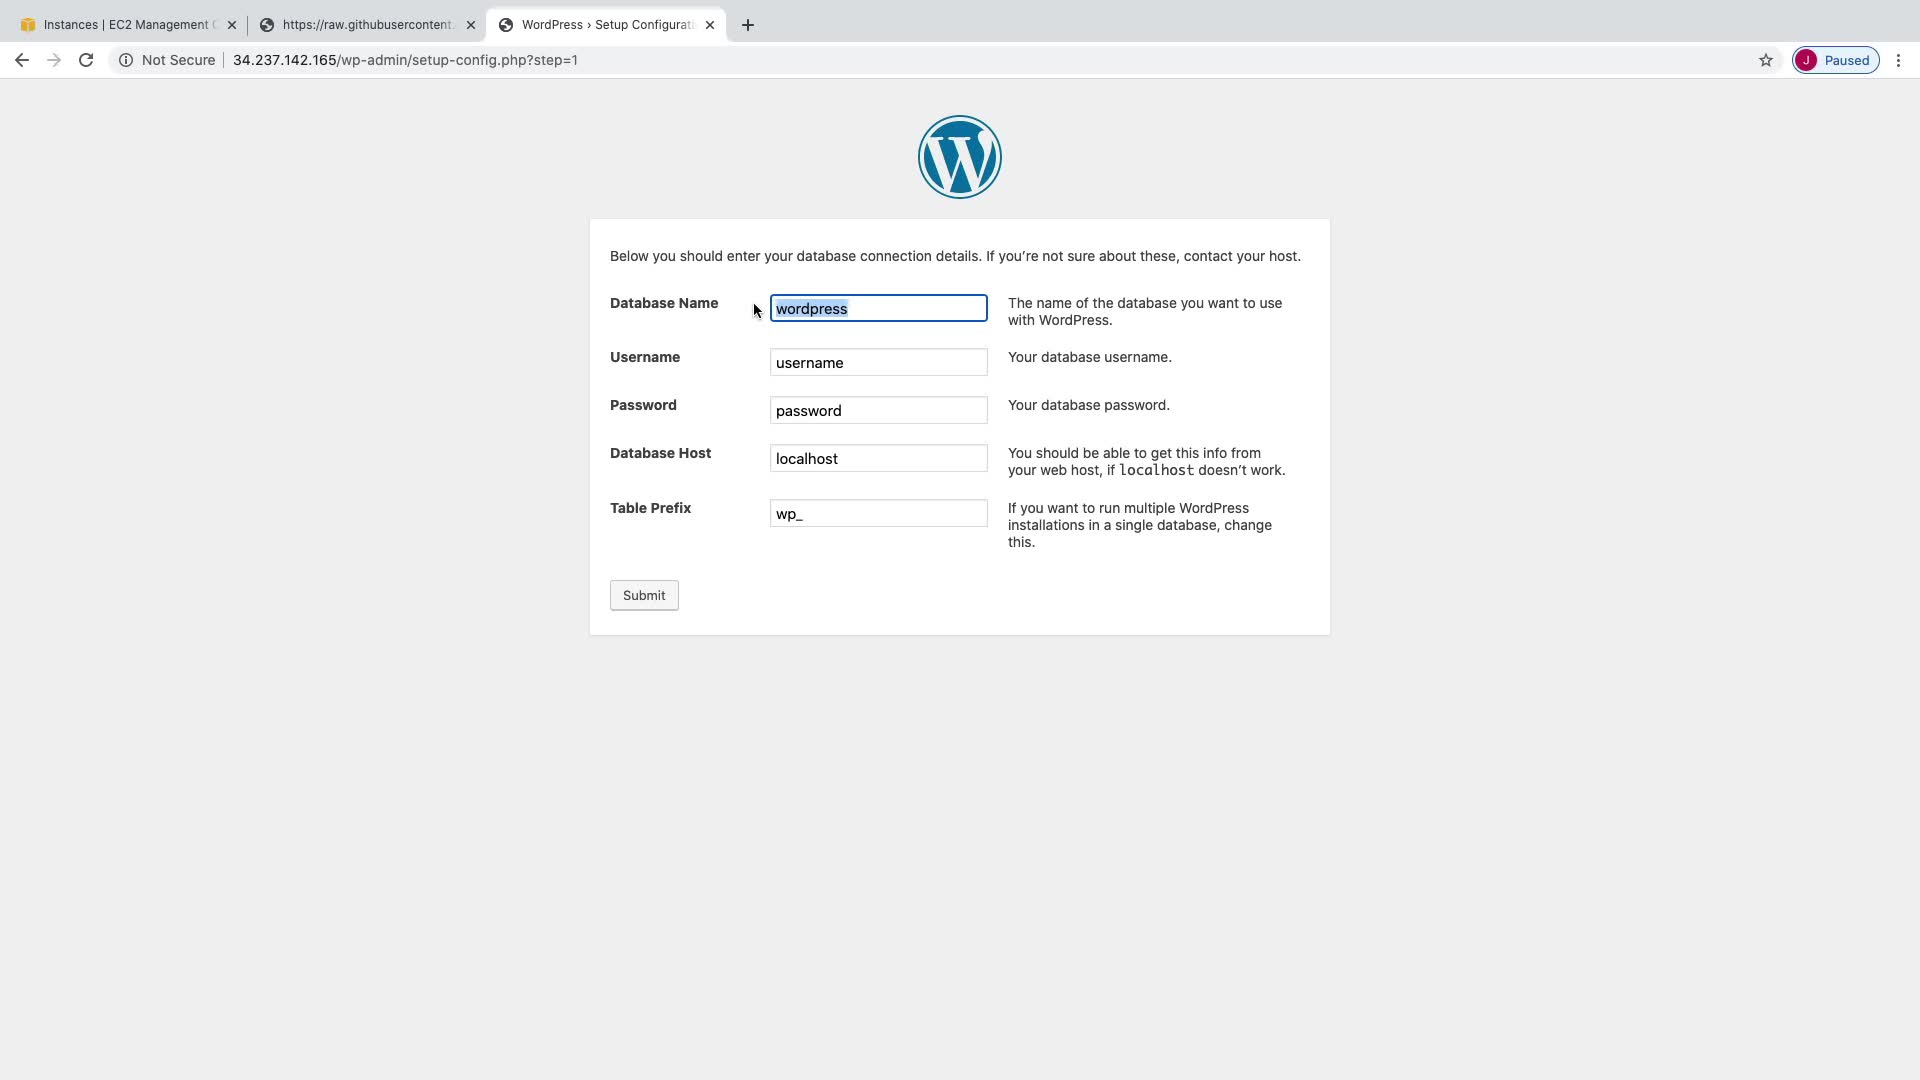 Instances | EC2 Management C
https://raw.githubusercontent.
WordPress › Setup Configurati
Not Secure
34.237.142.165/wp-admin/setup-config.php?step=1
J
Paused
Below you should enter your database connection details. If you’re not sure about these, contact your host.
Database Name
wordpress
The name of the database you want to use
with WordPress.
Username
username
Your database username.
Password
password
Your database password.
Database Host
localhost
You should be able to get this info from
your web host, if localhost doesn’t work.
Table Prefix
wp_
If you want to run multiple WordPress
installations in a single database, change
this.
Submit